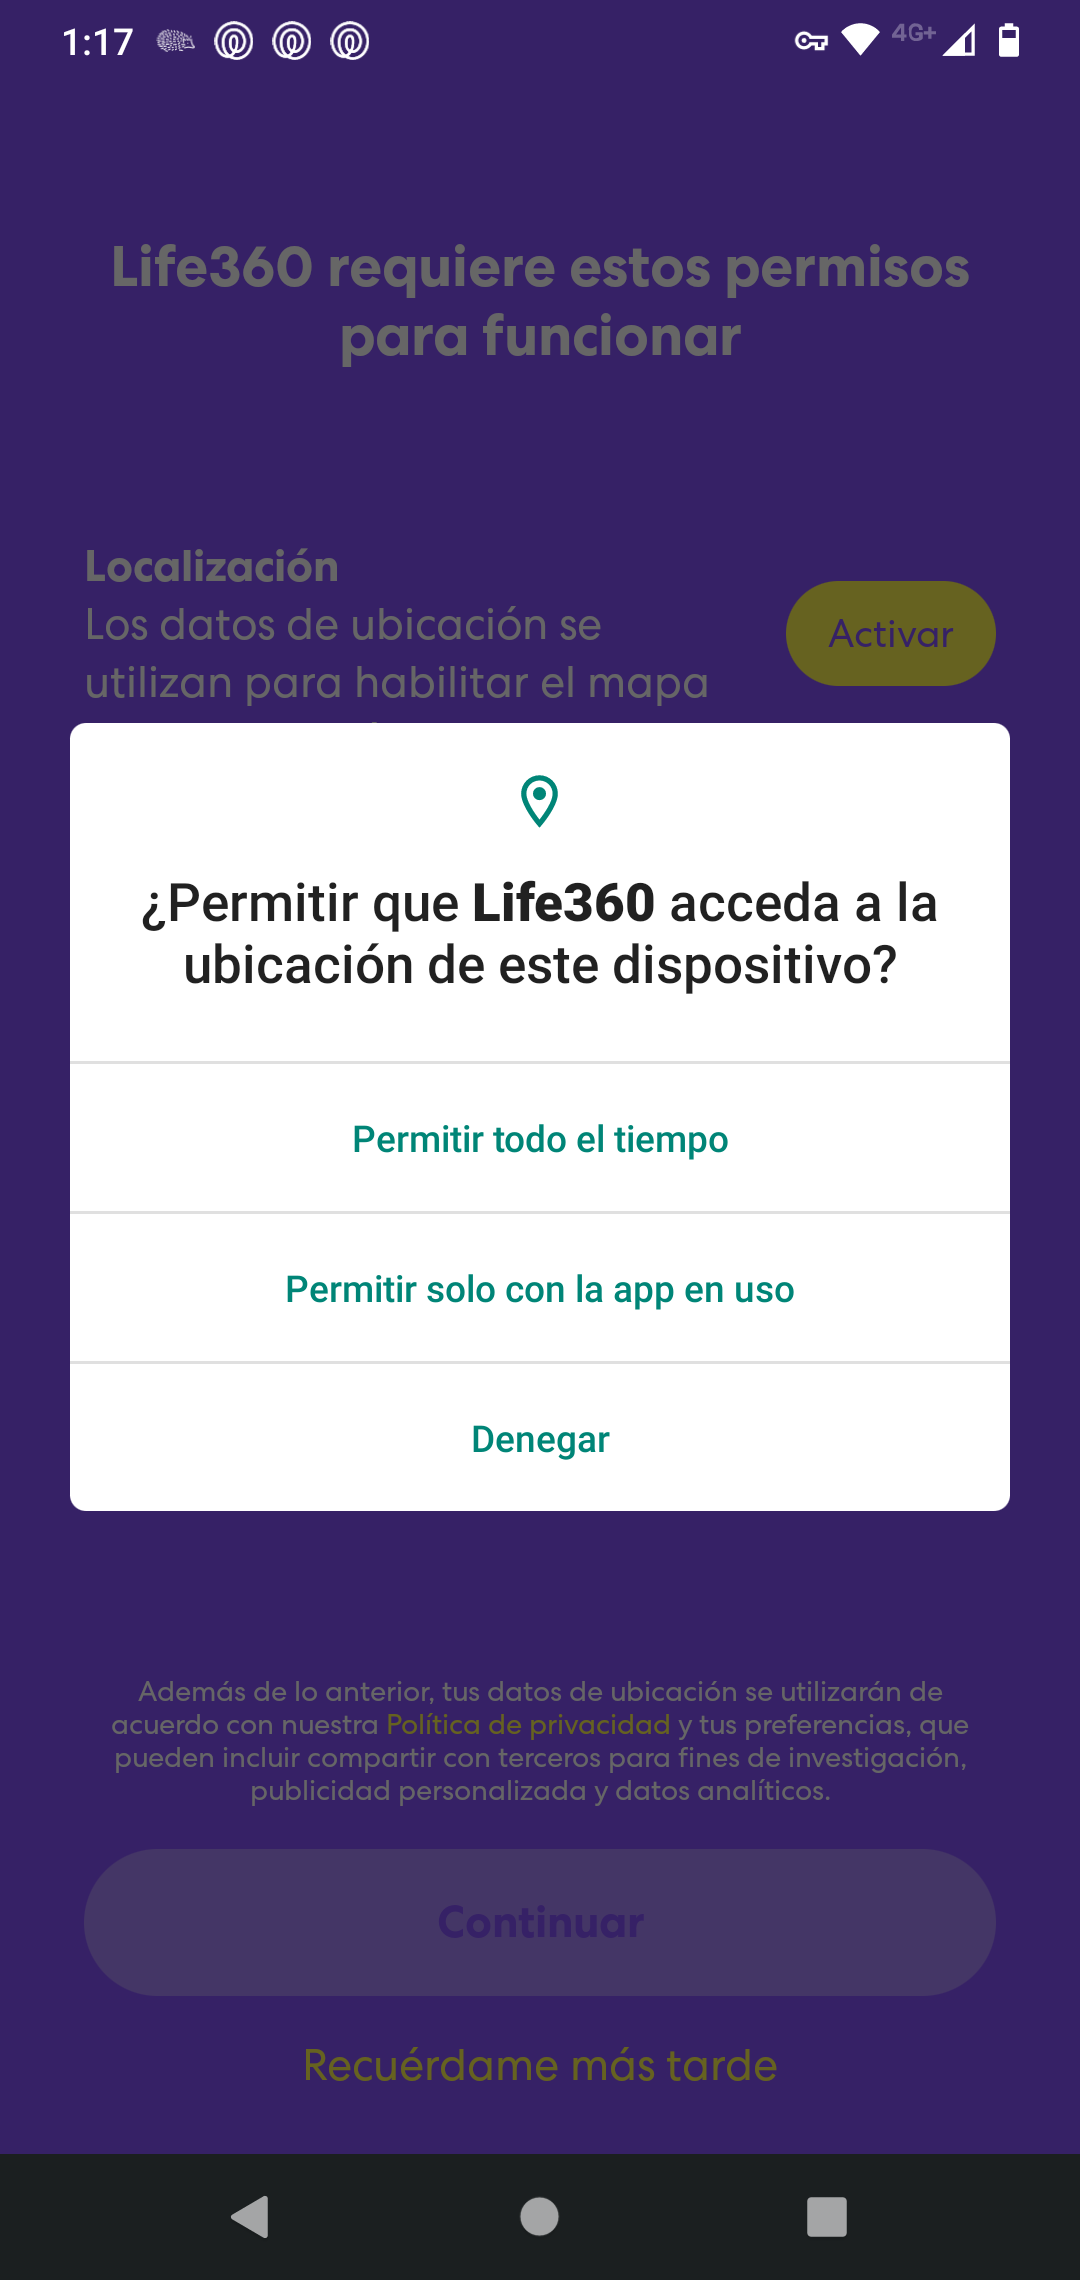 1:17
4G+
Life360 requiere estos permisos
para funcionar
Localización
Los datos de ubicación se
utilizan para habilitar el mapa
Activar
¿Permitir que Life360 acceda a la
ubicación de este dispositivo?
Permitir todo el tiempo
Permitir solo con la app en uso
Denegar
Además de lo anterior, tus datos de ubicación se utilizarán de
acuerdo con nuestra Política de privacidad y tus preferencias, que
pueden incluir compartir con terceros para fines de investigación,
publicidad personalizada y datos analíticos.
Continuar
Recuérdame más tarde